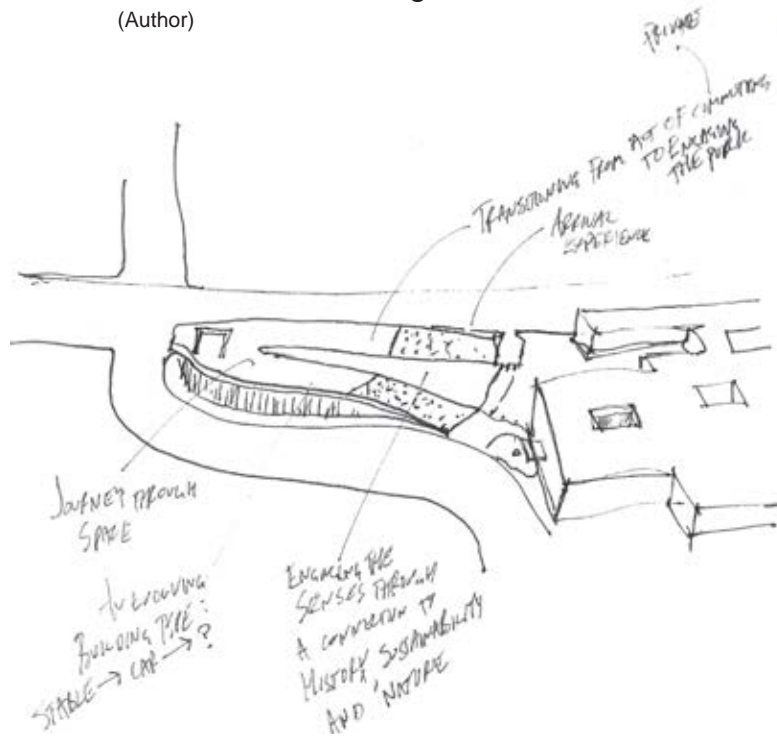 (Author)
PRIVATE
TRANSITIONING FROM ACT OF COMMUTING
TO ENGAGING
THE PUBLIC
ARRIVAL
EXPERIENCE
JOURNEY THROUGH
SPACE
AN EVOLVING
BUILDING TYPE:
STABLE → CAR → ?
ENGAGING THE
SENSES THROUGH
A CONNECTION TO
HISTORY, SUSTAINABILITY
AND NATURE